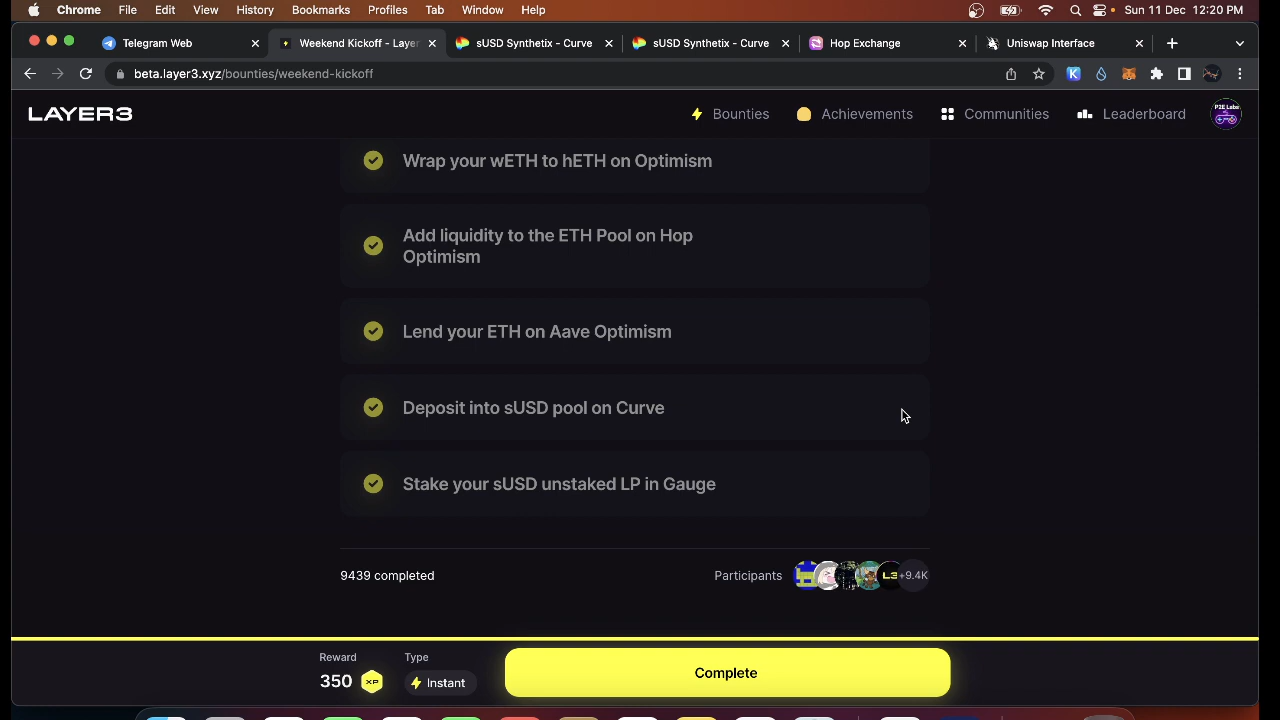 Chrome File Edit View History Bookmarks Profiles Tab Window Help Sun 11 Dec 12:20 PM
Telegram Web Weekend Kickoff - Layer sUSD Synthetix - Curve sUSD Synthetix - Curve Hop Exchange Uniswap Interface
beta.layer3.xyz/bounties/weekend-kickoff
LAYER3 Bounties Achievements Communities Leaderboard P2E Labs
Wrap your wETH to hETH on Optimism
Add liquidity to the ETH Pool on Hop
Optimism
Lend your ETH on Aave Optimism
Deposit into sUSD pool on Curve
Stake your sUSD unstaked LP in Gauge
9439 completed Participants L3 +9.4K
Reward Type
350 XP Instant Complete